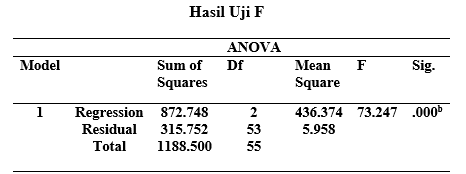 Hasil Uji F
ANOVA
Model Sum of Squares Df Mean Square F Sig.
1 Regression 872.748 2 436.374 73.247 .000b
Residual 315.752 53 5.958
Total 1188.500 55